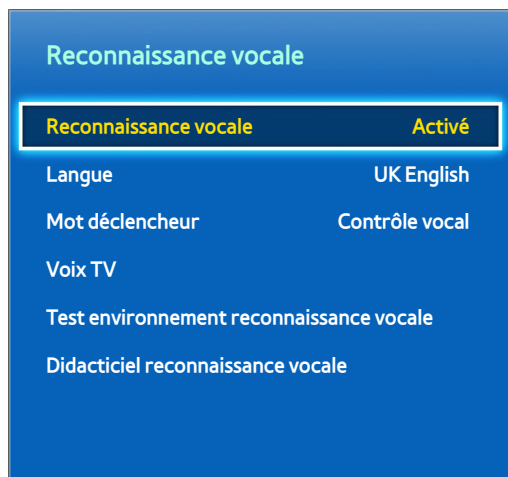 Reconnaissance vocale
Reconnaissance vocale Activé
Langue UK English
Mot déclencheur Contrôle vocal
Voix TV
Test environnement reconnaissance vocale
Didacticiel reconnaissance vocale